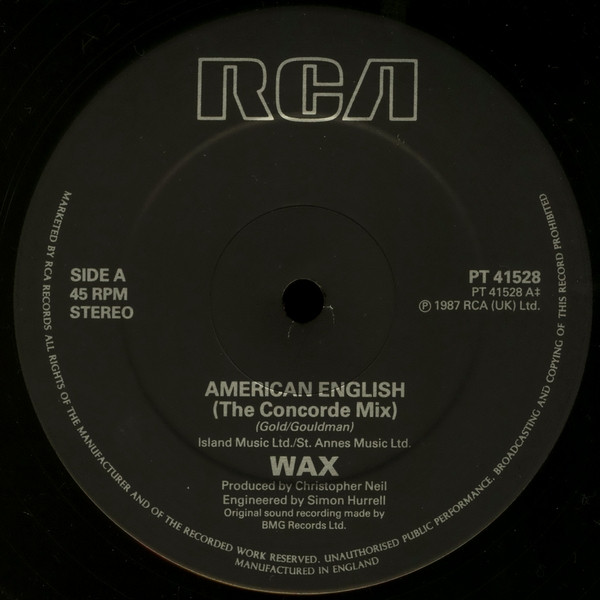 RCA
SIDE A
45 RPM
STEREO
PT 41528
PT 41528 A‡
℗ 1987 RCA (UK) Ltd.
AMERICAN ENGLISH
(The Concorde Mix)
(Gold/Gouldman)
Island Music Ltd./St. Annes Music Ltd.
WAX
Produced by Christopher Neil
Engineered by Simon Hurrell
Original sound recording made by
BMG Records Ltd.
MARKETED BY RCA RECORDS ALL RIGHTS OF THE MANUFACTURER AND OF THE RECORDED WORK RESERVED. UNAUTHORISED PUBLIC PERFORMANCE. BROADCASTING AND COPYING OF THIS RECORD PROHIBITED
MANUFACTURED IN ENGLAND